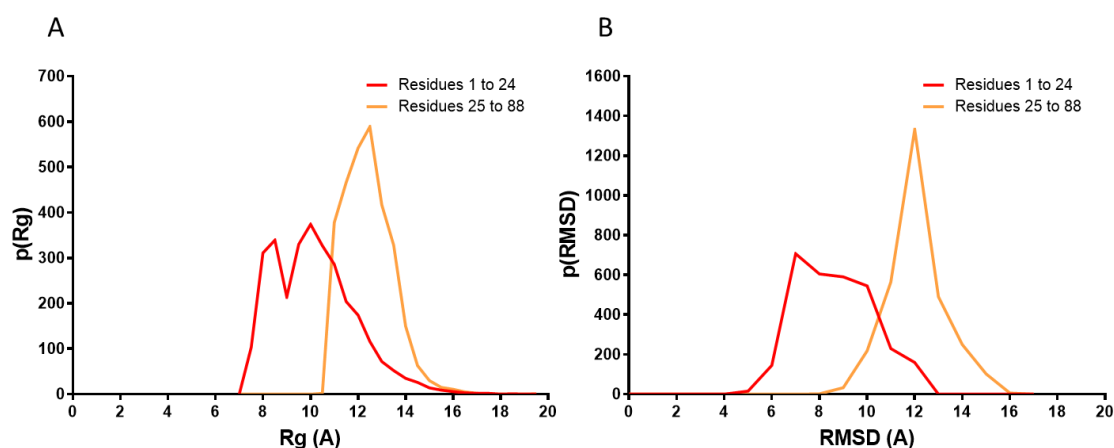 A
Residues 1 to 24
Residues 25 to 88
p(Rg)
700
600
500
400
300
200
100
0
0 2 4 6 8 10 12 14 16 18 20
Rg (A)
B
Residues 1 to 24
Residues 25 to 88
p(RMSD)
1600
1400
1200
1000
800
600
400
200
0
0 2 4 6 8 10 12 14 16 18 20
RMSD (A)